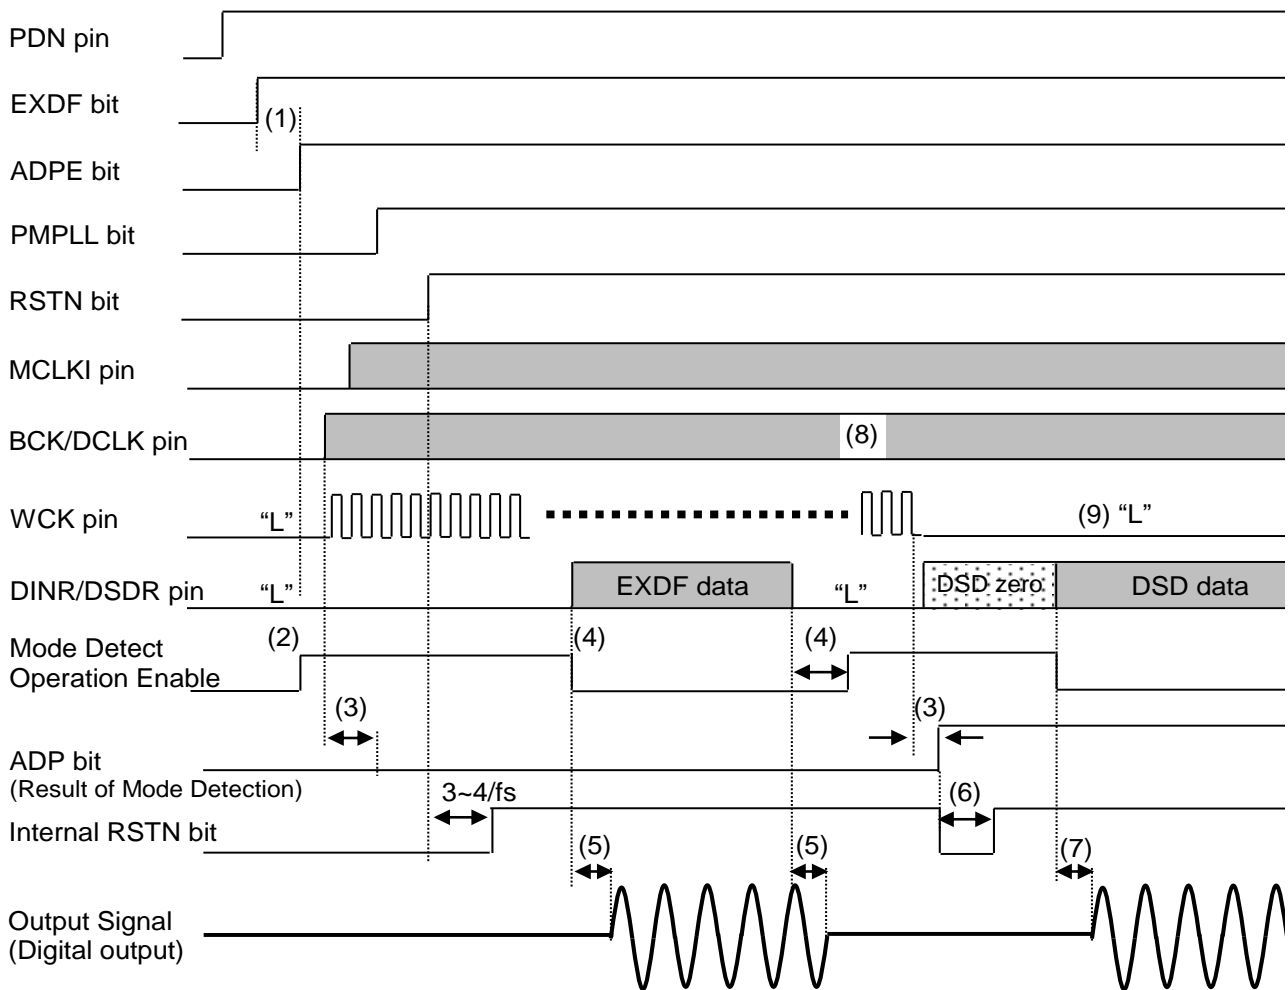 PDN pin
EXDF bit
(1)
ADPE bit
PMPLL bit
RSTN bit
MCLKI pin
BCK/DCLK pin
(8)
WCK pin
“L”
(9) “L”
DINR/DSDR pin
“L”
EXDF data
“L”
DSD zero
DSD data
Mode Detect
Operation Enable
(2)
(4)
(4)
(3)
(3)
ADP bit
(Result of Mode Detection)
3~4/fs
(6)
Internal RSTN bit
(5)
(5)
(7)
Output Signal
(Digital output)